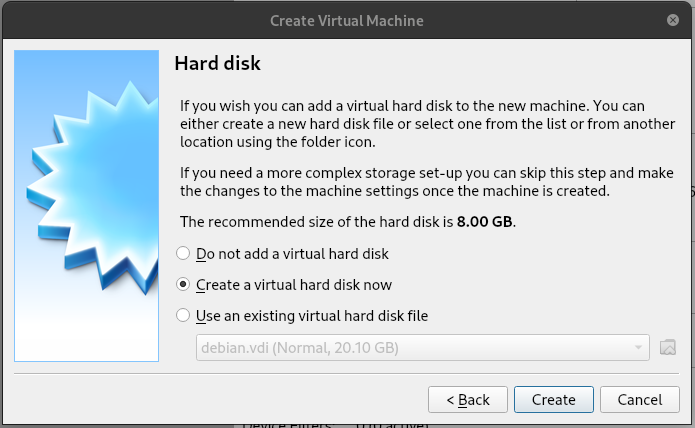 Create Virtual Machine
Hard disk
If you wish you can add a virtual hard disk to the new machine. You can
either create a new hard disk file or select one from the list or from another
location using the folder icon.
If you need a more complex storage set-up you can skip this step and make
the changes to the machine settings once the machine is created.
The recommended size of the hard disk is 8.00 GB.
Do not add a virtual hard disk
Create a virtual hard disk now
Use an existing virtual hard disk file
debian.vdi (Normal, 20.10 GB)
< Back
Create
Cancel